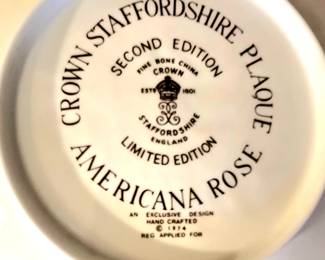 CROWN STAFFORDSHIRE PLAQUE
SECOND EDITION
FINE BONE CHINA
CROWN
ESTD 1801
STAFFORDSHIRE
ENGLAND
LIMITED EDITION
AMERICANA ROSE
AN EXCLUSIVE DESIGN
HAND CRAFTED
© 1974
REG APPLIED FOR